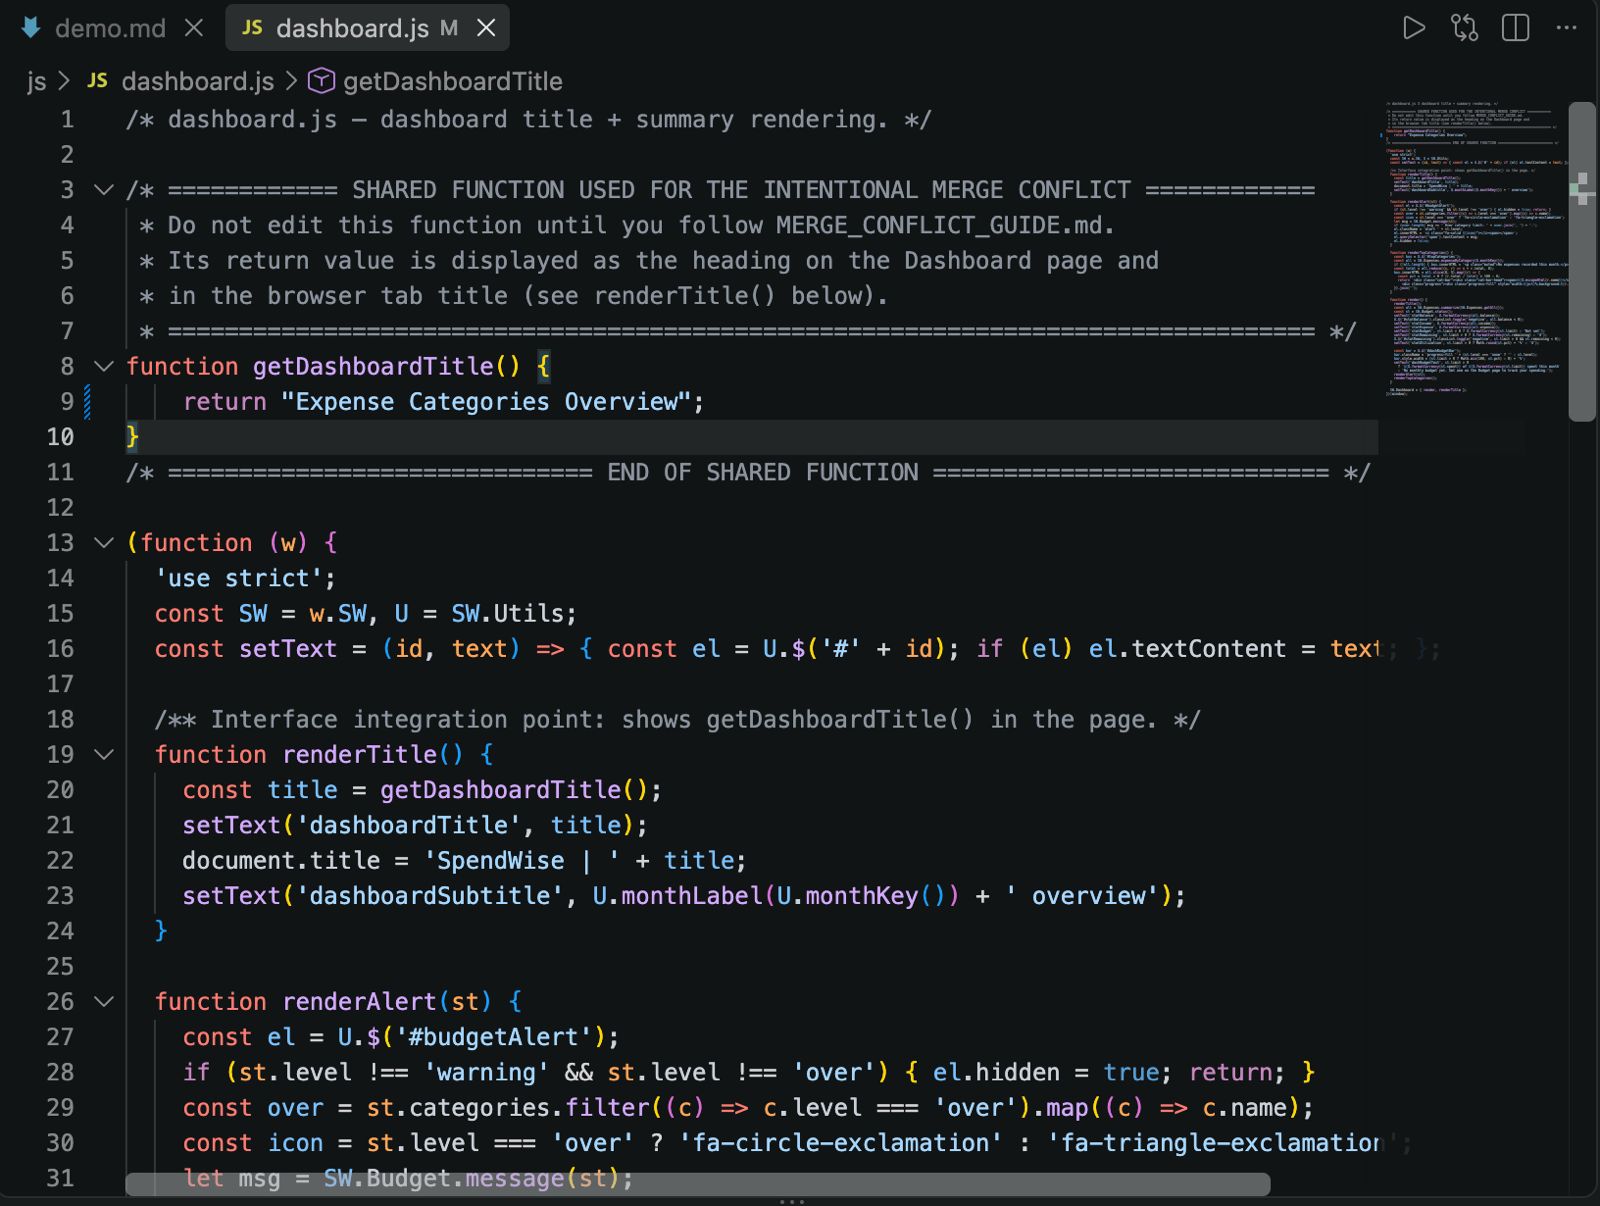 demo.md
JS dashboard.js M
js > JS dashboard.js > getDashboardTitle
1 /* dashboard.js — dashboard title + summary rendering. */
2
3 /* ============ SHARED FUNCTION USED FOR THE INTENTIONAL MERGE CONFLICT ============
4 * Do not edit this function until you follow MERGE_CONFLICT_GUIDE.md.
5 * Its return value is displayed as the heading on the Dashboard page and
6 * in the browser tab title (see renderTitle() below).
7 * ================================================================================= */
8 function getDashboardTitle() {
9 return "Expense Categories Overview";
10 }
11 /* ============================== END OF SHARED FUNCTION ============================ */
12
13 (function (w) {
14 'use strict';
15 const SW = w.SW, U = SW.Utils;
16 const setText = (id, text) => { const el = U.$('#' + id); if (el) el.textContent = text; };
17
18 /** Interface integration point: shows getDashboardTitle() in the page. */
19 function renderTitle() {
20 const title = getDashboardTitle();
21 setText('dashboardTitle', title);
22 document.title = 'SpendWise | ' + title;
23 setText('dashboardSubtitle', U.monthLabel(U.monthKey()) + ' overview');
24 }
25
26 function renderAlert(st) {
27 const el = U.$('#budgetAlert');
28 if (st.level !== 'warning' && st.level !== 'over') { el.hidden = true; return; }
29 const over = st.categories.filter((c) => c.level === 'over').map((c) => c.name);
30 const icon = st.level === 'over' ? 'fa-circle-exclamation' : 'fa-triangle-exclamation';
31 let msg = SW.Budget.message(st);